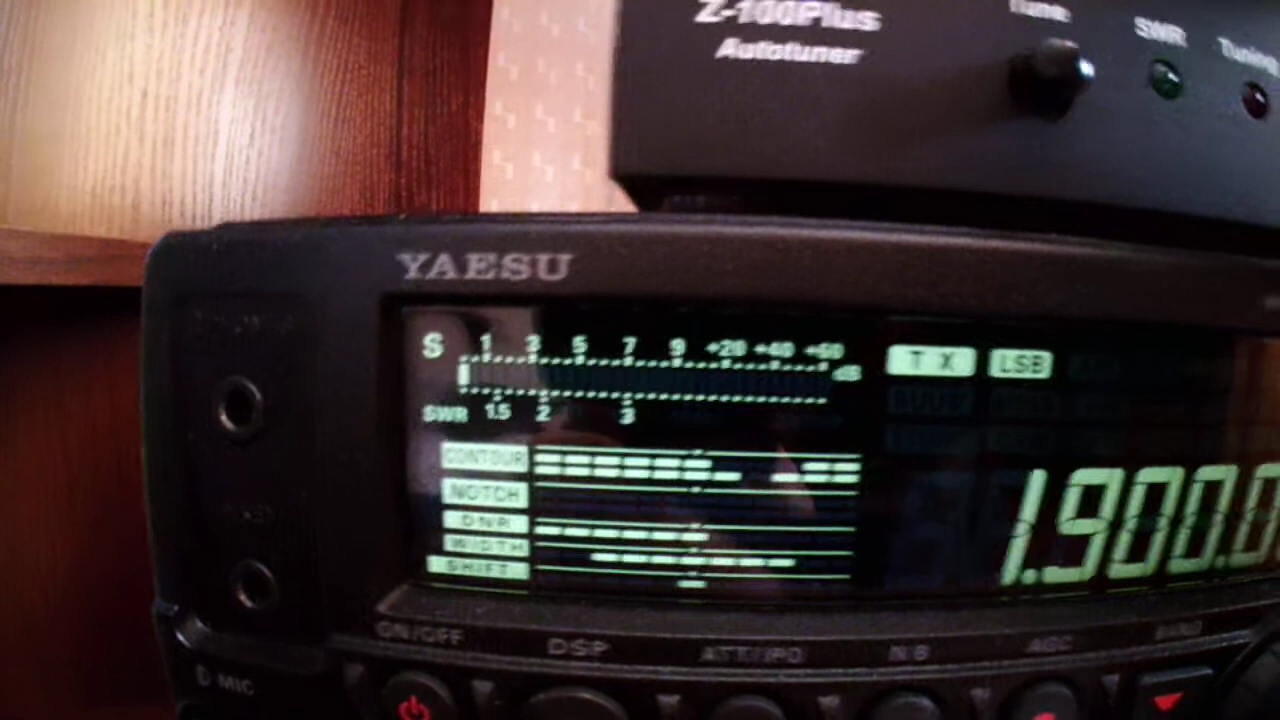 Z-100Plus
Autotuner
Tune
SWR
Tuning
YAESU
S 1 3 5 7 9 +20 +40 +60 dB
SWR 1.5 2 3
TX LSB
CONTOUR
NOTCH
DNR
WIDTH
SHIFT
1.900.0
ON/OFF DSP ATT/IPO NB AGC BAND
MIC